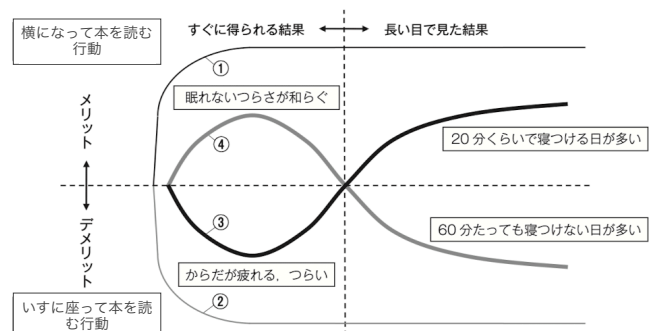 横になって本を読む
行動
すぐに得られる結果
長い目で見た結果
①
眠れないつらさが和らぐ
④
メリット
20分くらいで寝つける日が多い
デメリット
③
60分たっても寝つけない日が多い
からだが疲れる，つらい
②
いすに座って本を読
む行動